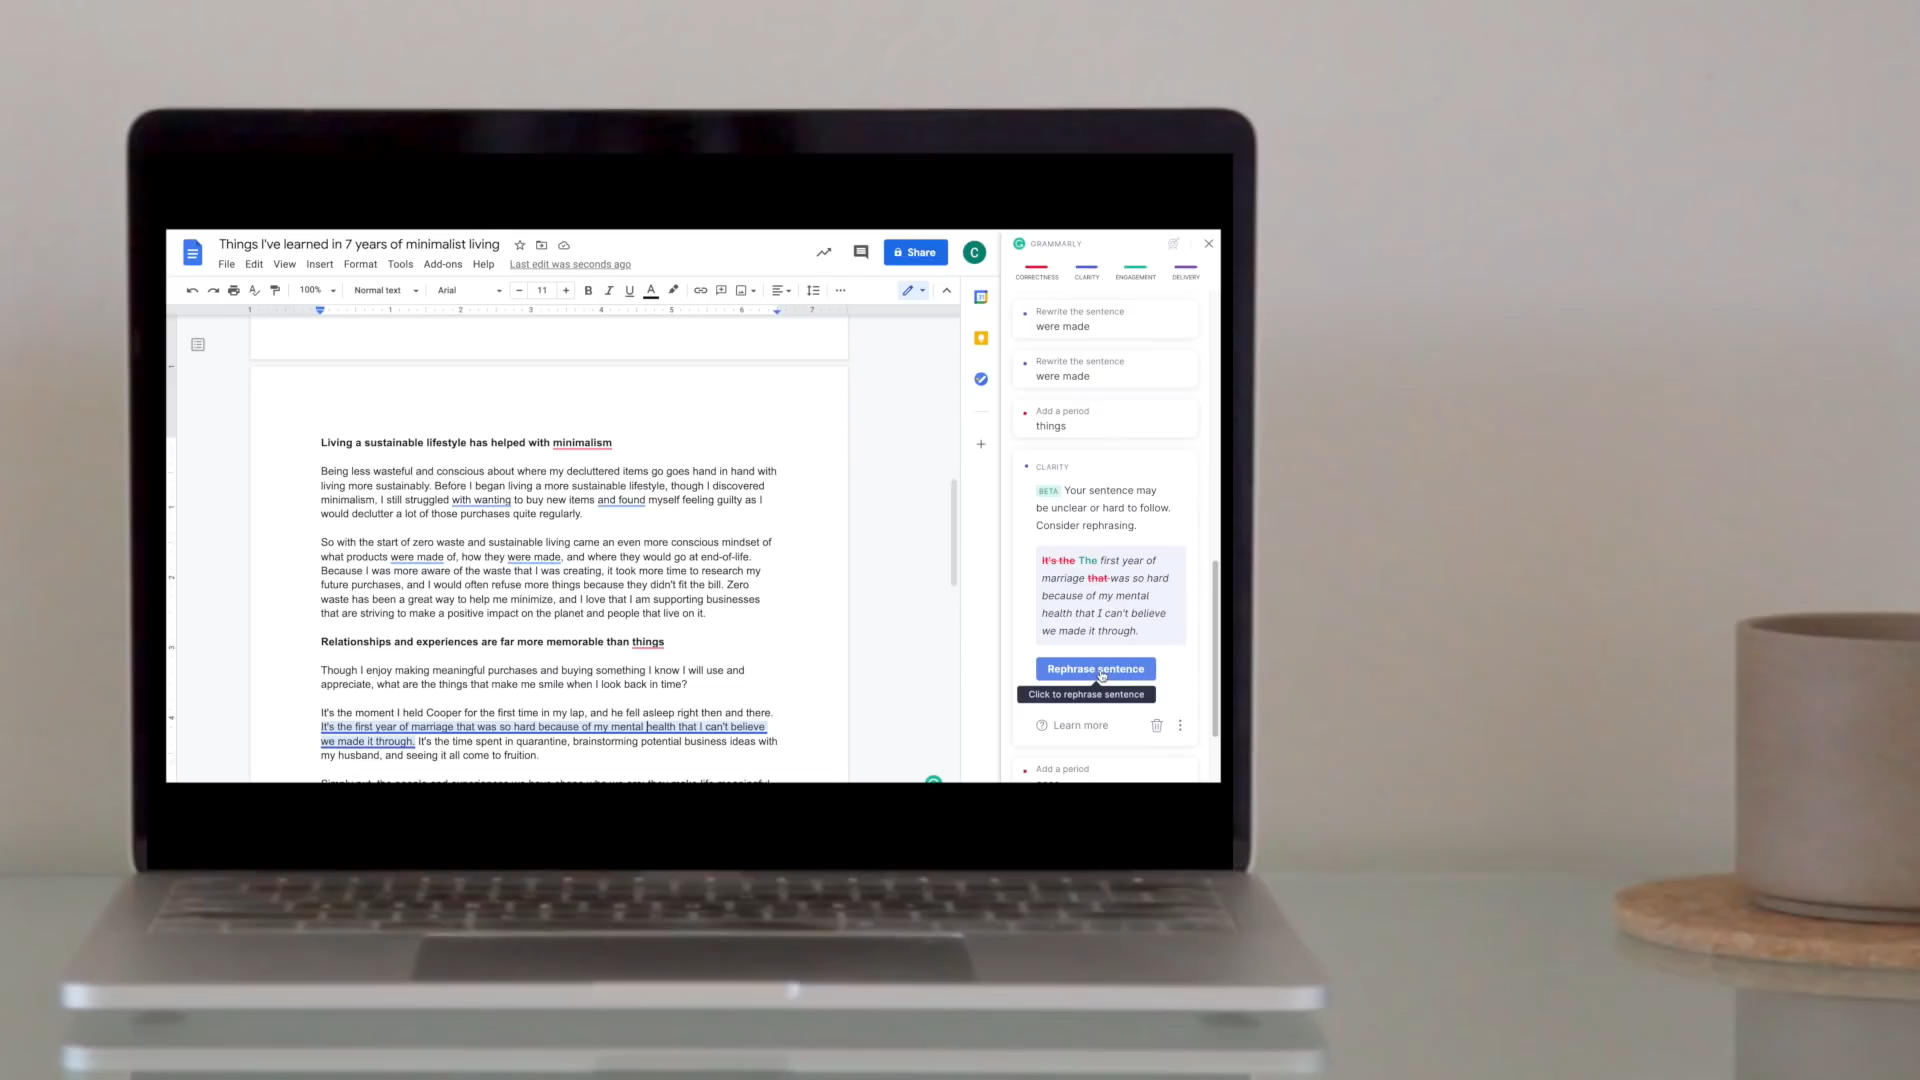 Things I've learned in 7 years of minimalist living
File Edit View Insert Format Tools Add-ons Help Last edit was seconds ago
Share
C
100% Normal text Arial 11 B I U A
1 1 2 3 4 5 6 7
Living a sustainable lifestyle has helped with minimalism
Being less wasteful and conscious about where my decluttered items go goes hand in hand with
living more sustainably. Before I began living a more sustainable lifestyle, though I discovered
minimalism, I still struggled with wanting to buy new items and found myself feeling guilty as I
would declutter a lot of those purchases quite regularly.
So with the start of zero waste and sustainable living came an even more conscious mindset of
what products were made of, how they were made, and where they would go at end-of-life.
Because I was more aware of the waste that I was creating, it took more time to research my
future purchases, and I would often refuse more things because they didn't fit the bill. Zero
waste has been a great way to help me minimize, and I love that I am supporting businesses
that are striving to make a positive impact on the planet and people that live on it.
Relationships and experiences are far more memorable than things
Though I enjoy making meaningful purchases and buying something I know I will use and
appreciate, what are the things that make me smile when I look back in time?
It's the moment I held Cooper for the first time in my lap, and he fell asleep right then and there.
It's the first year of marriage that was so hard because of my mental health that I can't believe
we made it through. It's the time spent in quarantine, brainstorming potential business ideas with
my husband, and seeing it all come to fruition.
GRAMMARLY
CORRECTNESS CLARITY ENGAGEMENT DELIVERY
Rewrite the sentence
were made
Rewrite the sentence
were made
Add a period
things
CLARITY
BETA Your sentence may
be unclear or hard to follow.
Consider rephrasing.
It's the The first year of
marriage that was so hard
because of my mental
health that I can't believe
we made it through.
Rephrase sentence
Click to rephrase sentence
Learn more
Add a period